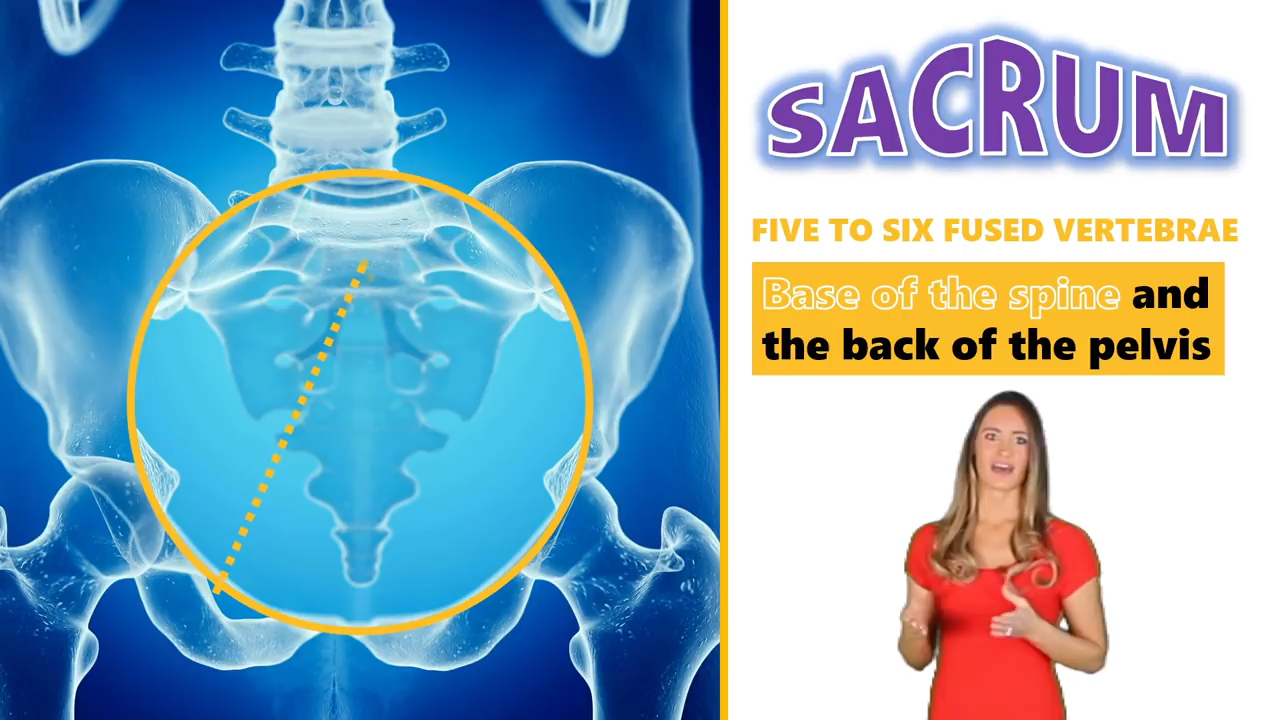 SACRUM
FIVE TO SIX FUSED VERTEBRAE
Base of the spine and
the back of the pelvis